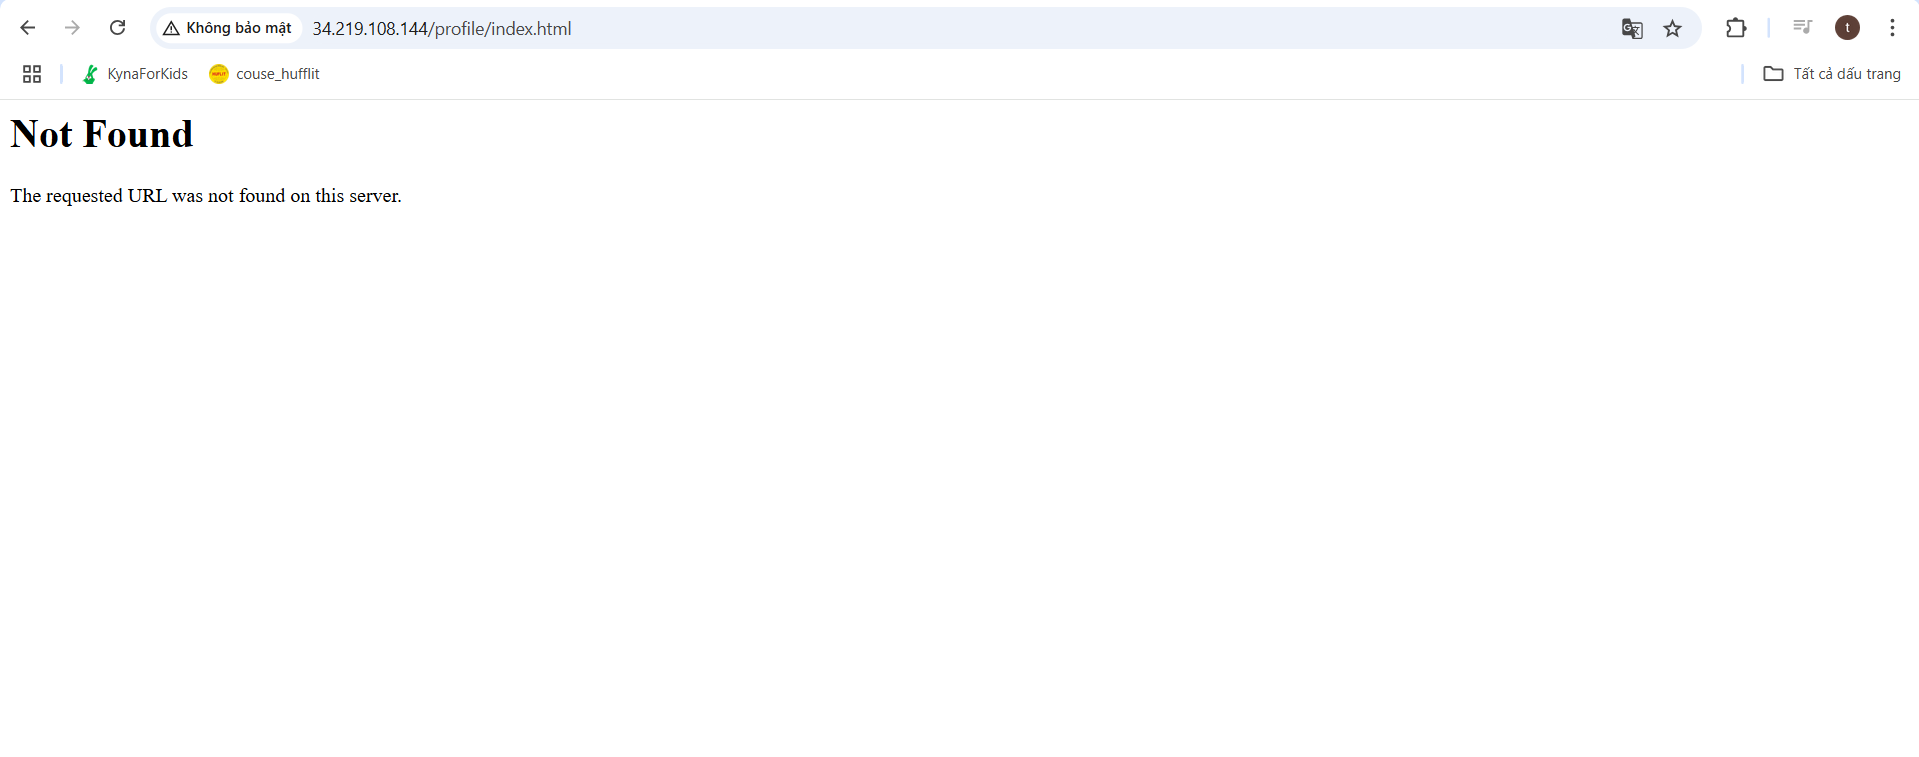 Không bảo mật 34.219.108.144/profile/index.html t
KynaForKids couse_hufflit Tất cả dấu trang
Not Found
The requested URL was not found on this server.